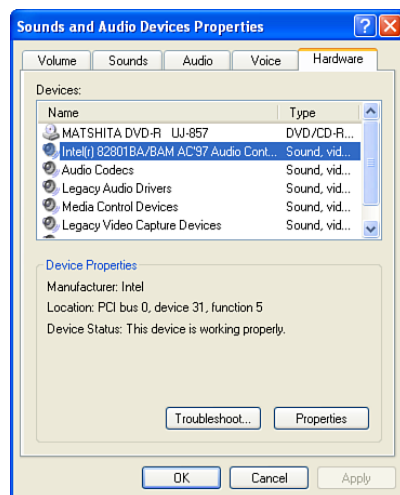 Sounds and Audio Devices Properties
Volume Sounds Audio Voice Hardware
Devices:
Name Type
MATSHITA DVD-R UJ-857 DVD/CD-R...
Intel(r) 82801BA/BAM AC'97 Audio Cont... Sound, vid...
Audio Codecs Sound, vid...
Legacy Audio Drivers Sound, vid...
Media Control Devices Sound, vid...
Legacy Video Capture Devices Sound, vid...
Device Properties
Manufacturer: Intel
Location: PCI bus 0, device 31, function 5
Device Status: This device is working properly.
Troubleshoot... Properties
OK Cancel Apply